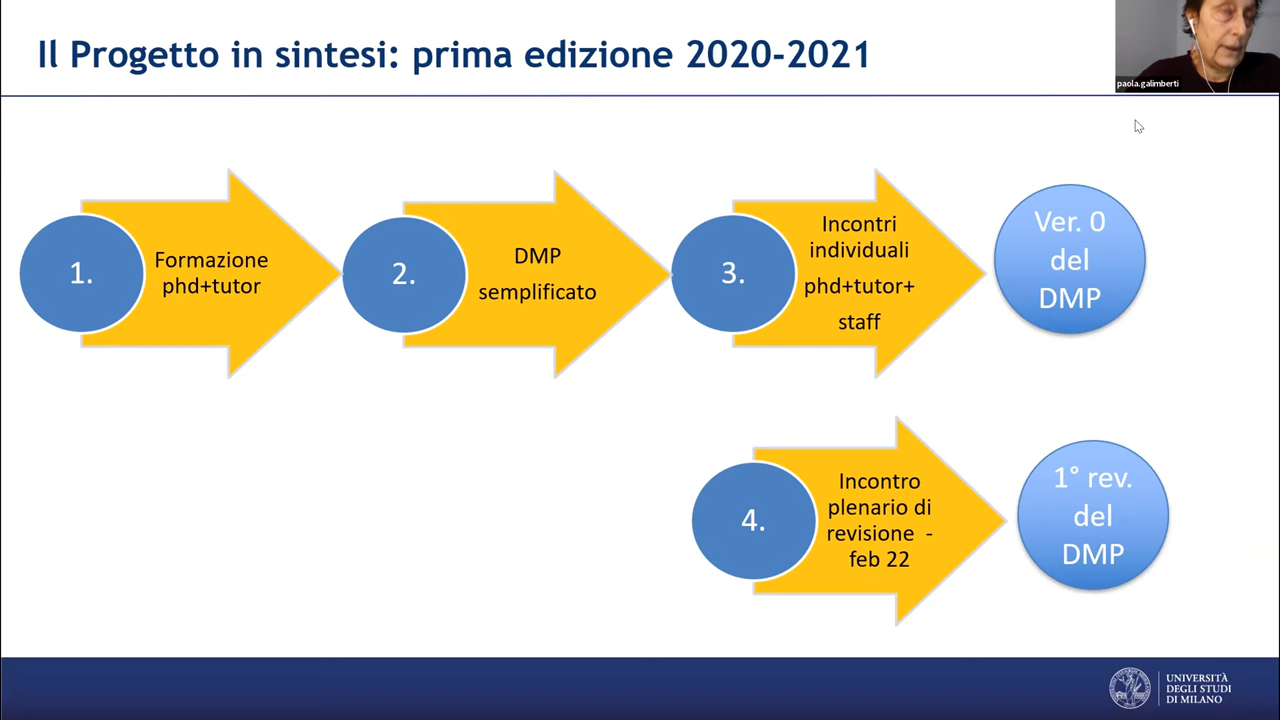 Il Progetto in sintesi: prima edizione 2020-2021
paola.galimberti
1.
Formazione
phd+tutor
2.
DMP
semplificato
3.
Incontri
individuali
phd+tutor+
staff
Ver. 0
del
DMP
4.
Incontro
plenario di
revisione -
feb 22
1° rev.
del
DMP
UNIVERSITÀ
DEGLI STUDI
DI MILANO